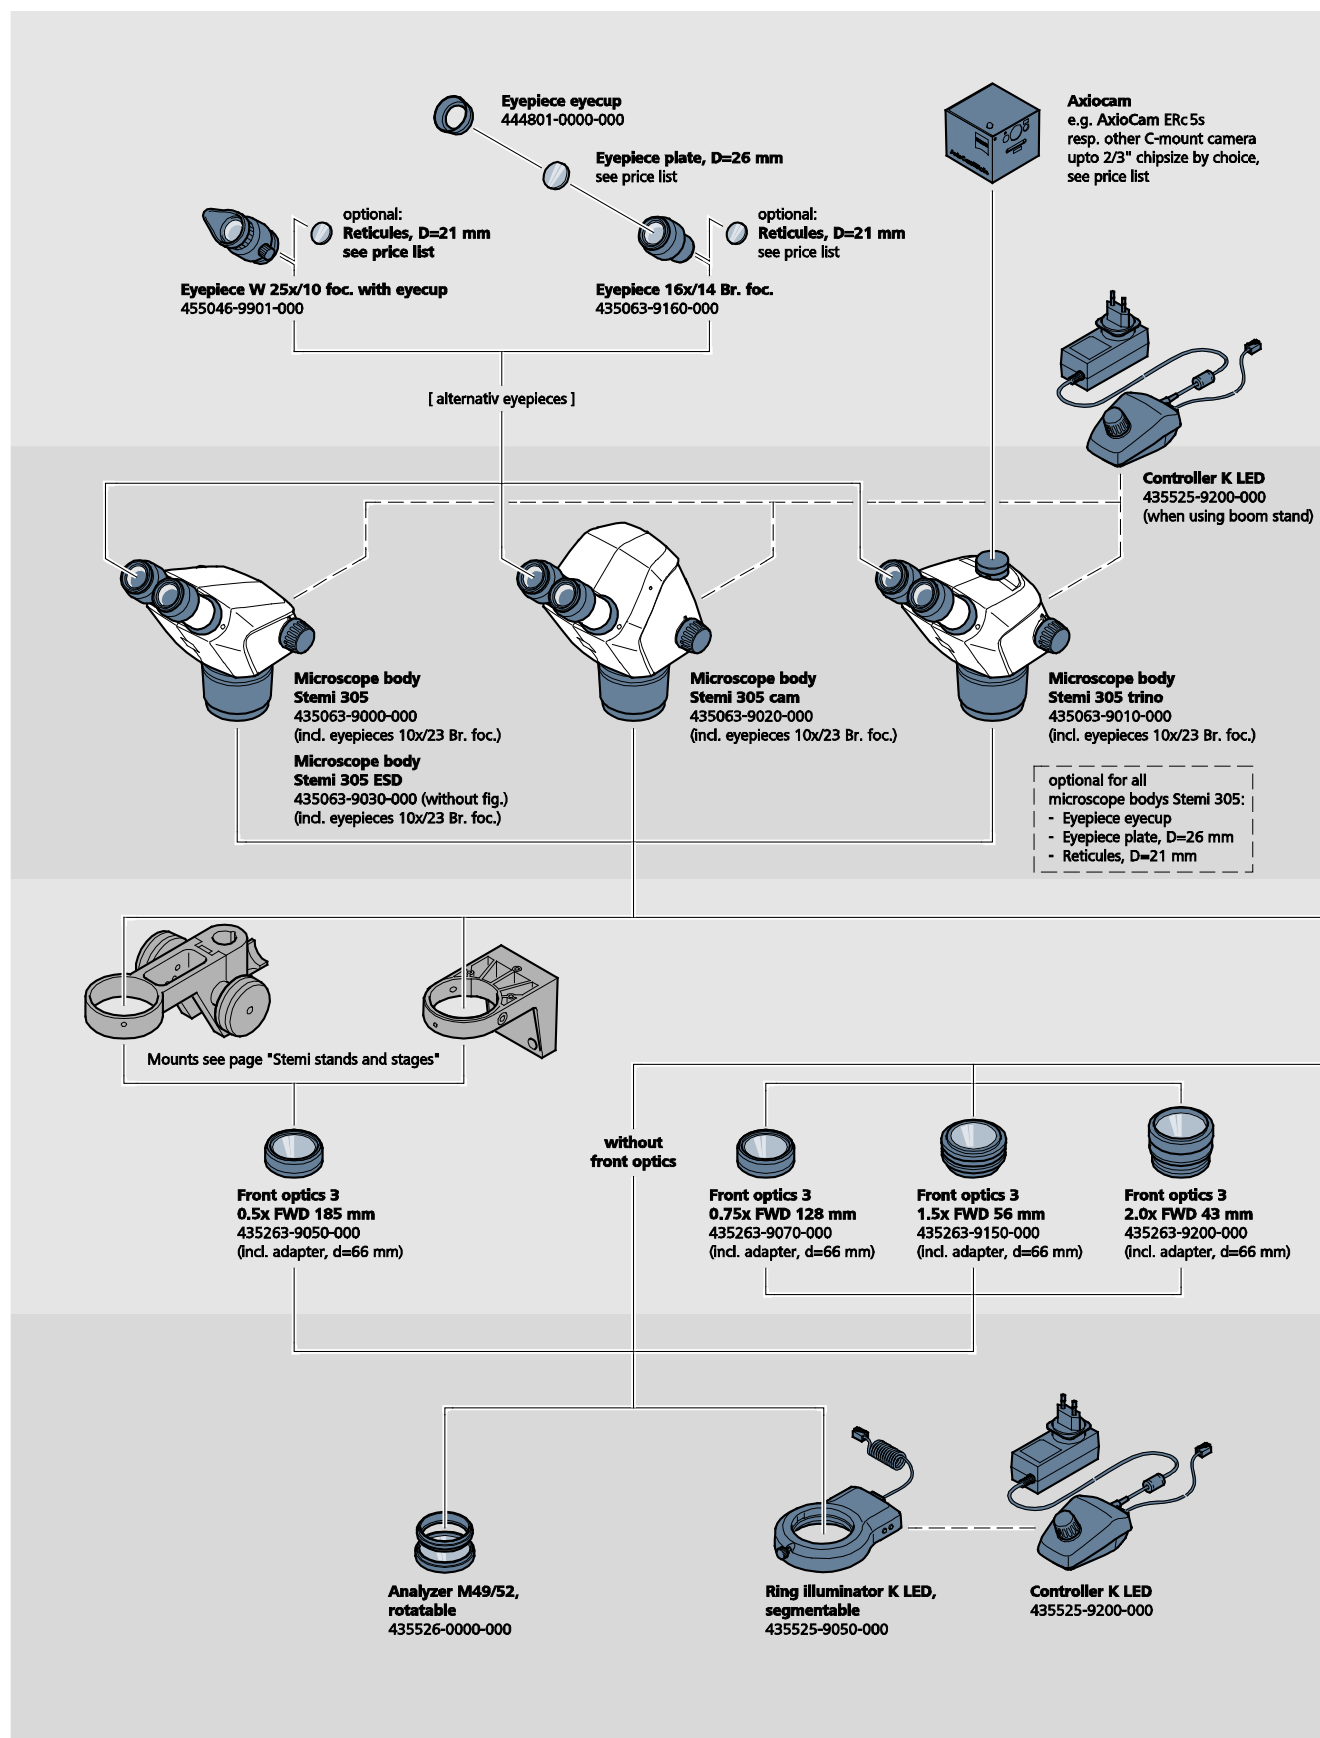 Eyepiece eyecup
444801-0000-000
Eyepiece plate, D=26 mm
see price list
optional:
Reticules, D=21 mm
see price list
optional:
Reticules, D=21 mm
see price list
Eyepiece W 25x/10 foc. with eyecup
455046-9901-000
Eyepiece 16x/14 Br. foc.
435063-9160-000
[ alternativ eyepieces ]
Axiocam
e.g. AxioCam ERc5s
resp. other C-mount camera
upto 2/3" chipsize by choice,
see price list
Controller K LED
435525-9200-000
(when using boom stand)
Microscope body
Stemi 305
435063-9000-000
(incl. eyepieces 10x/23 Br. foc.)
Microscope body
Stemi 305 ESD
435063-9030-000 (without fig.)
(incl. eyepieces 10x/23 Br. foc.)
Microscope body
Stemi 305 cam
435063-9020-000
(incl. eyepieces 10x/23 Br. foc.)
Microscope body
Stemi 305 trino
435063-9010-000
(incl. eyepieces 10x/23 Br. foc.)
optional for all
microscope bodys Stemi 305:
- Eyepiece eyecup
- Eyepiece plate, D=26 mm
- Reticules, D=21 mm
Mounts see page "Stemi stands and stages"
without
front optics
Front optics 3
0.5x FWD 185 mm
435263-9050-000
(incl. adapter, d=66 mm)
Front optics 3
0.75x FWD 128 mm
435263-9070-000
(incl. adapter, d=66 mm)
Front optics 3
1.5x FWD 56 mm
435263-9150-000
(incl. adapter, d=66 mm)
Front optics 3
2.0x FWD 43 mm
435263-9200-000
(incl. adapter, d=66 mm)
Analyzer M49/52,
rotatable
435526-0000-000
Ring illuminator K LED,
segmentable
435525-9050-000
Controller K LED
435525-9200-000